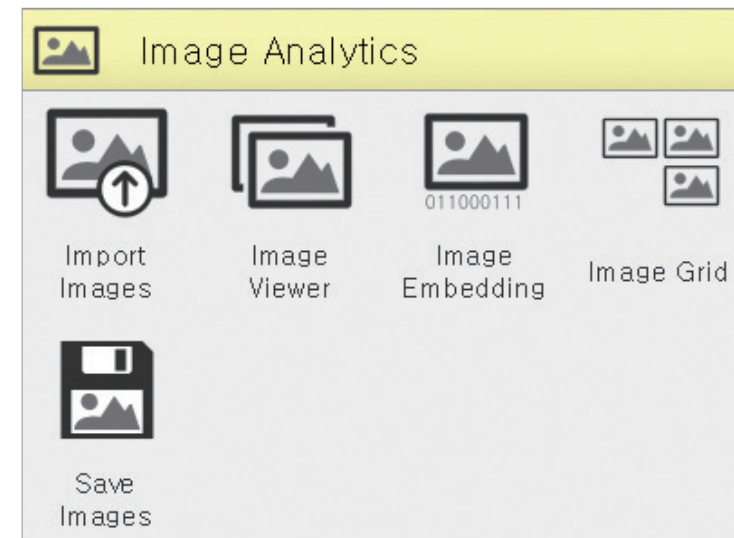 Image Analytics
Import
Images
Image
Viewer
011000111
Image
Embedding
Image Grid
Save
Images